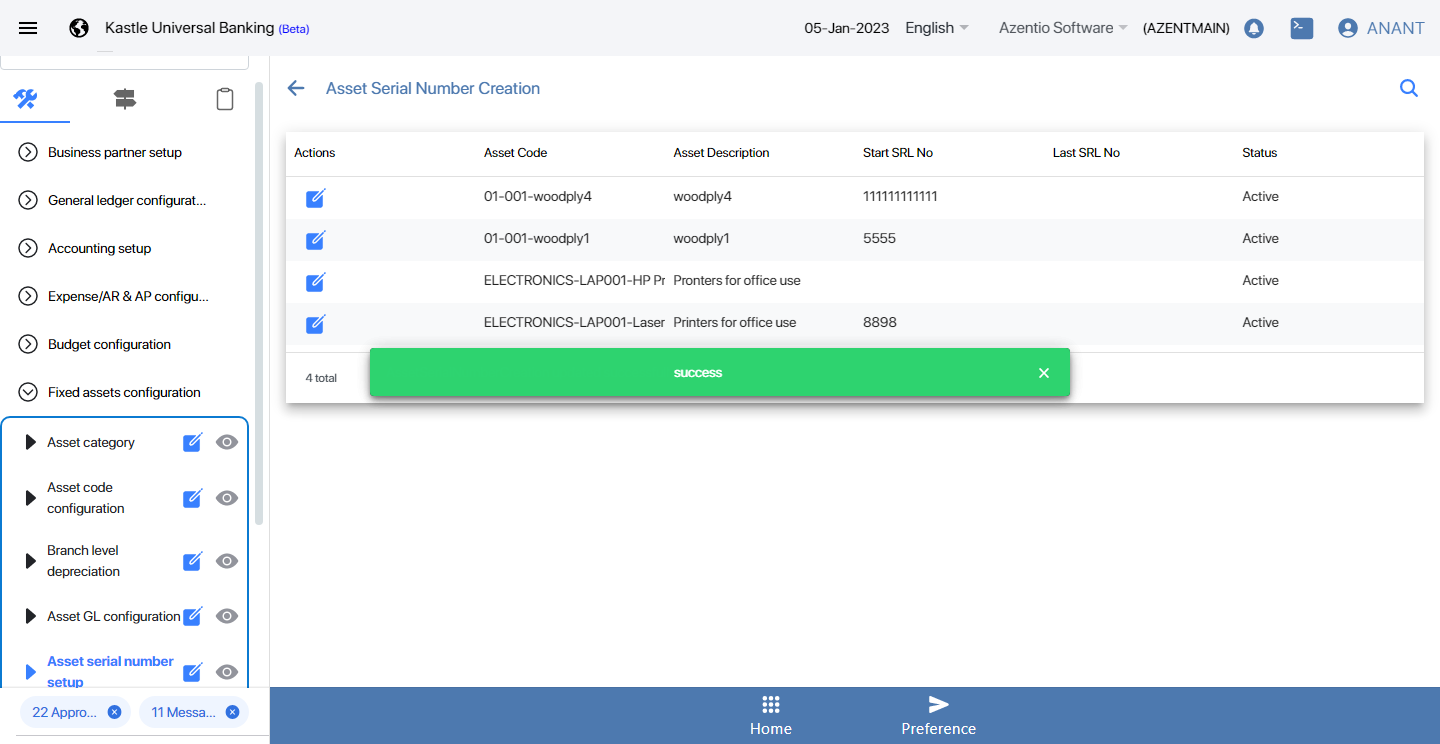 Kastle Universal Banking (Beta)
05-Jan-2023
English
Azentio Software
(AZENTMAIN)
ANANT
Business partner setup
General ledger configurat...
Accounting setup
Expense/AR & AP configu...
Budget configuration
Fixed assets configuration
Asset category
Asset code
configuration
Branch level
depreciation
Asset GL configuration
Asset serial number
setup
22 Appro...
11 Messa...
Asset Serial Number Creation
Actions Asset Code Asset Description Start SRL No Last SRL No Status
01-001-woodply4 woodply4 111111111111 Active
01-001-woodply1 woodply1 5555 Active
ELECTRONICS-LAP001-HP Pr Pronters for office use Active
ELECTRONICS-LAP001-Laser Printers for office use 8898 Active
4 total
success
Home
Preference